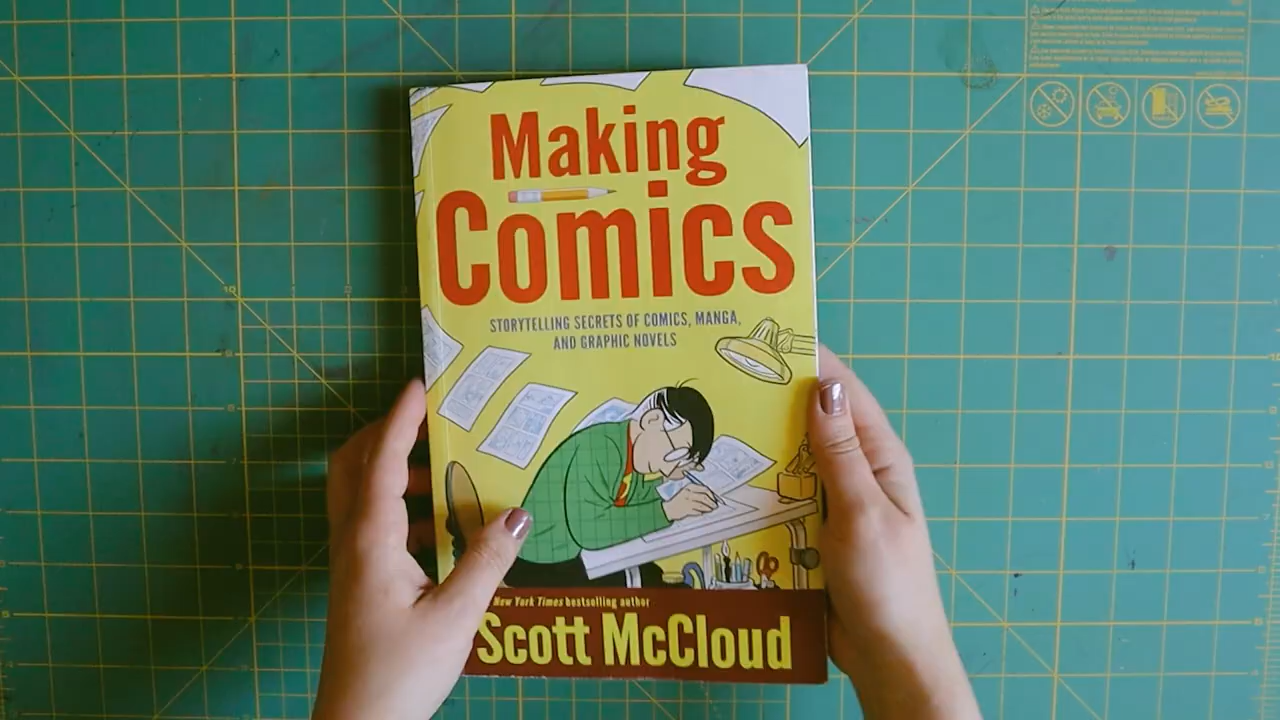 Making
Comics
STORYTELLING SECRETS OF COMICS, MANGA,
AND GRAPHIC NOVELS
New York Times bestselling author
Scott McCloud